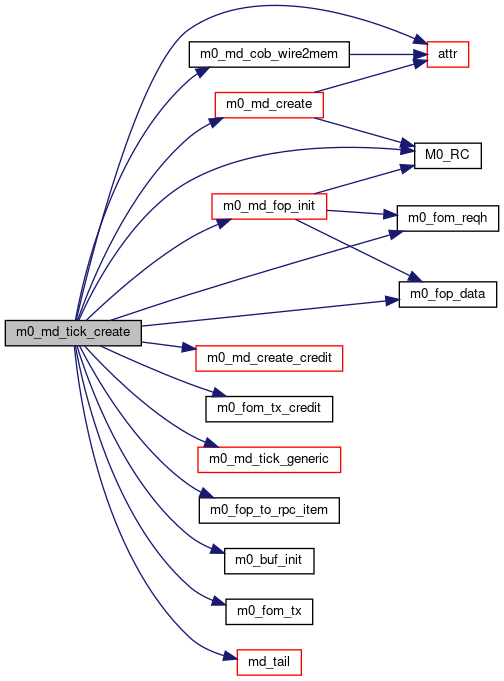 m0_md_cob_wire2mem
attr
m0_md_create
M0_RC
m0_md_fop_init
m0_fom_reqh
m0_fop_data
m0_md_tick_create
m0_md_create_credit
m0_fom_tx_credit
m0_md_tick_generic
m0_fop_to_rpc_item
m0_buf_init
m0_fom_tx
md_tail